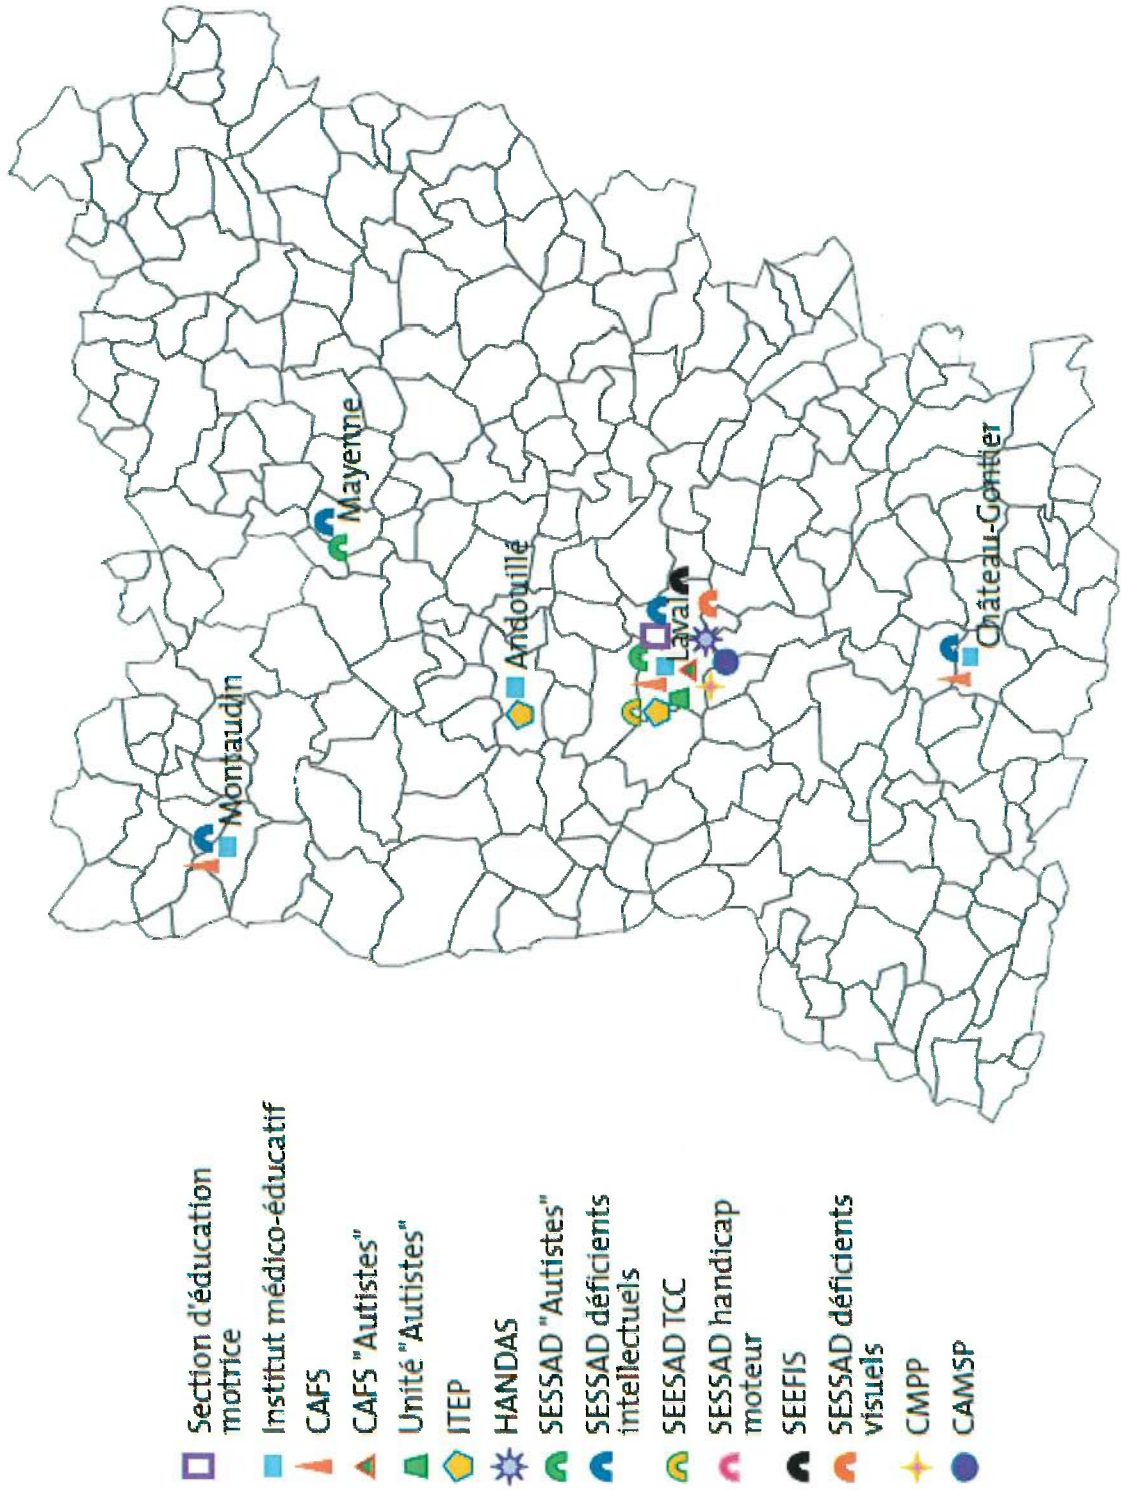 Section d'éducation
motrice
Institut médico-éducatif
CAFS
CAFS "Autistes"
Unité "Autistes"
ITEP
HANDAS
SESSAD "Autistes"
SESSAD déficients
intellectuels
SEESAD TCC
SESSAD handicap
moteur
SEEFIS
SESSAD déficients
visuels
CMPP
CAMSP
Montaudin
Mayenne
Andouillé
Laval
Château-Gontier